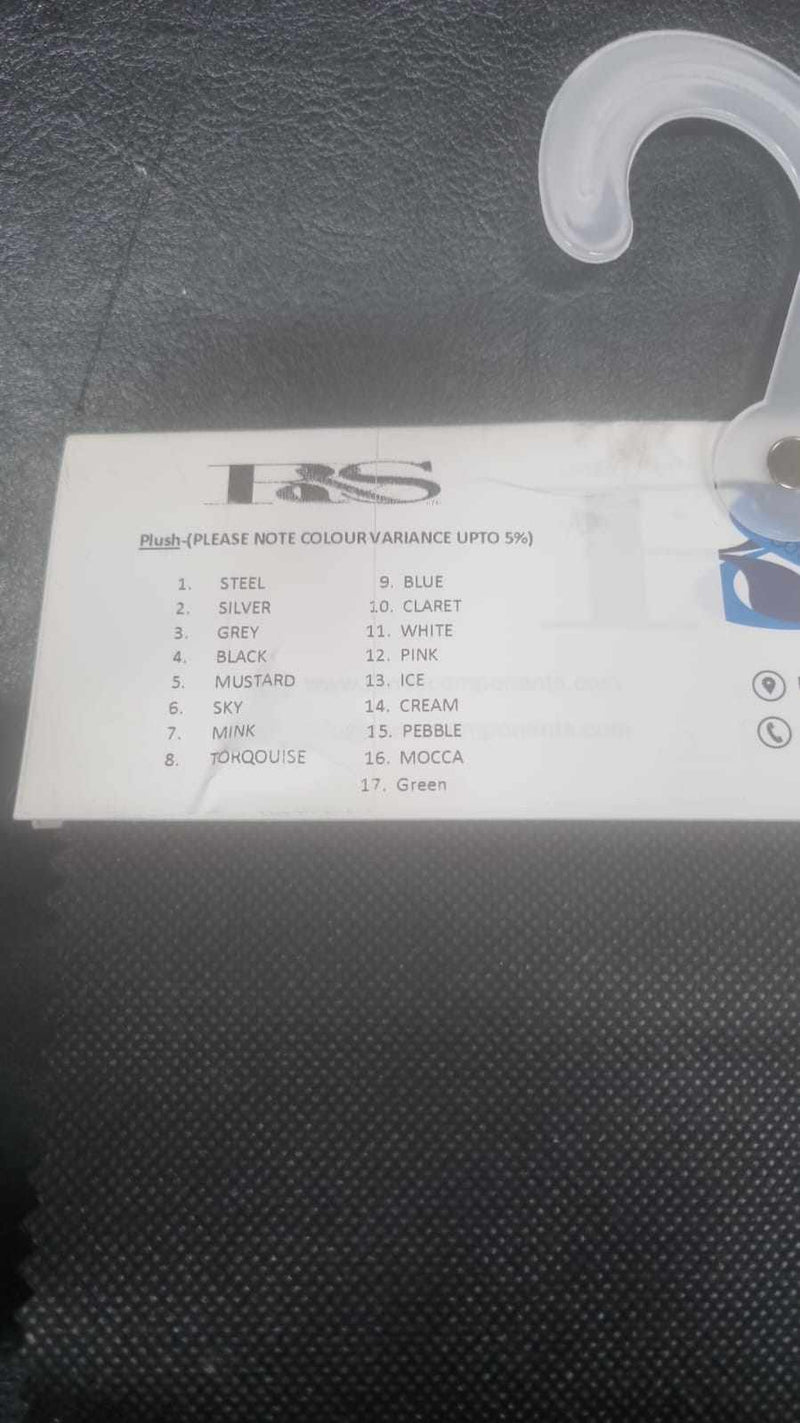 R&S
Plush-(PLEASE NOTE COLOUR VARIANCE UPTO 5%)
1. STEEL
2. SILVER
3. GREY
4. BLACK
5. MUSTARD
6. SKY
7. MINK
8. TORQOUISE
9. BLUE
10. CLARET
11. WHITE
12. PINK
13. ICE
14. CREAM
15. PEBBLE
16. MOCCA
17. Green